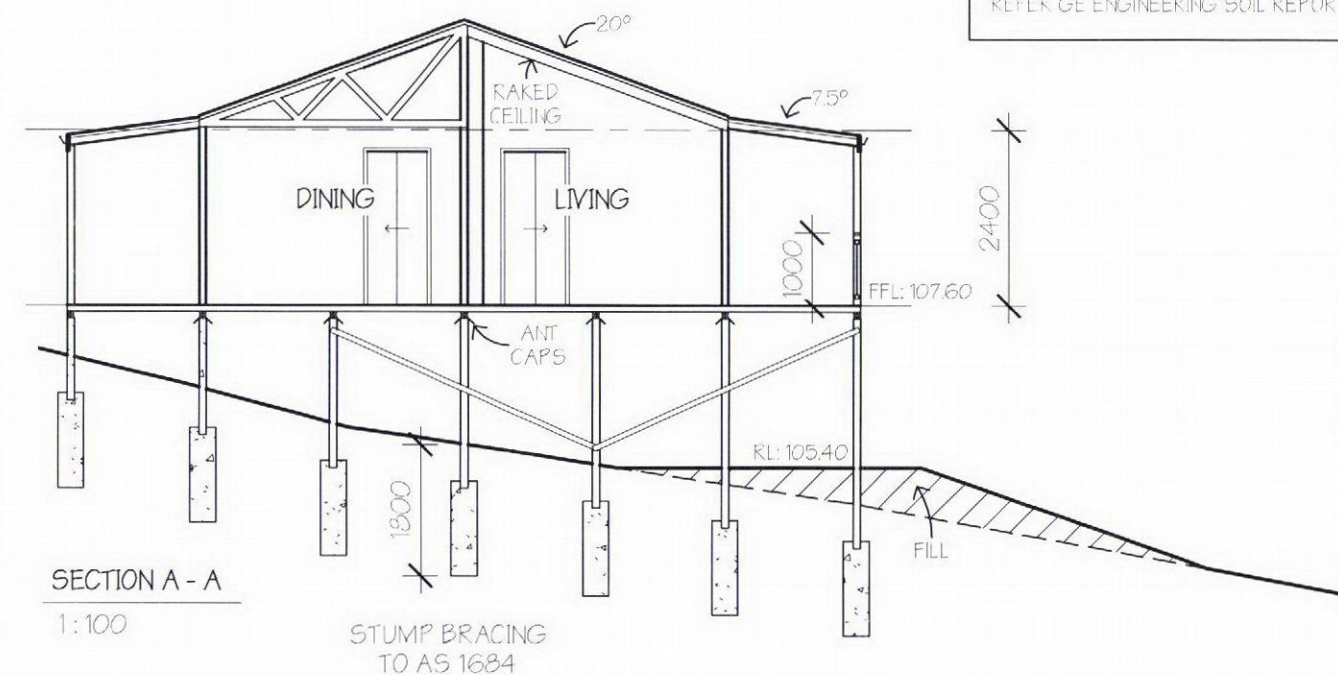 REFER GE ENGINEERING SOIL REPOR
20°
RAKED
CEILING
7.5°
DINING
LIVING
2400
1000
FFL: 107.60
ANT
CAPS
RL: 105.40
1800
FILL
SECTION A - A
1:100
STUMP BRACING
TO AS 1684